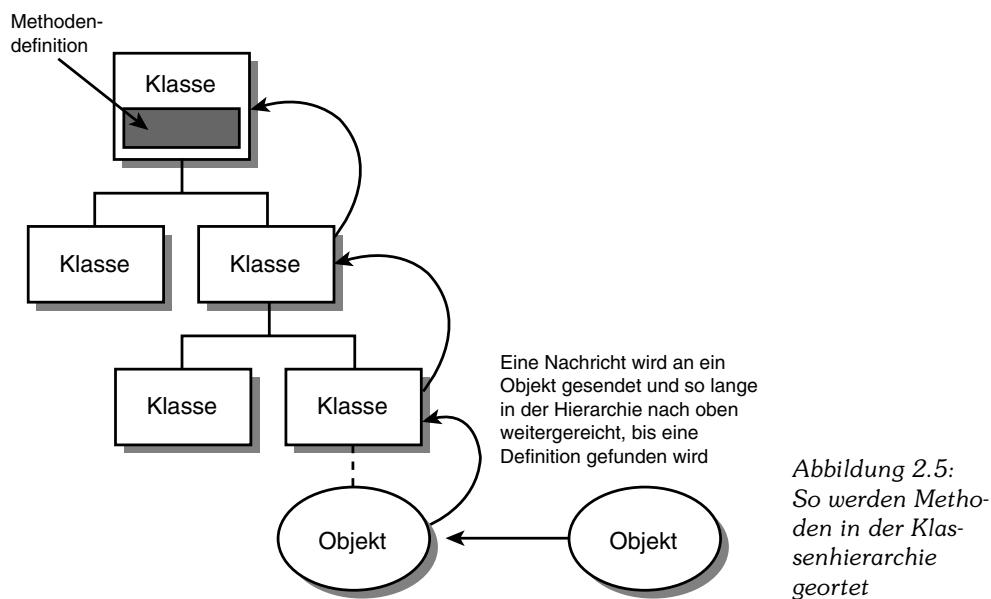 Methoden-
definition
Klasse
Klasse
Klasse
Klasse
Klasse
Eine Nachricht wird an ein
Objekt gesendet und so lange
in der Hierarchie nach oben
weitergereicht, bis eine
Definition gefunden wird
Objekt
Objekt
Abbildung 2.5:
So werden Metho-
den in der Klas-
senhierarchie
geortet